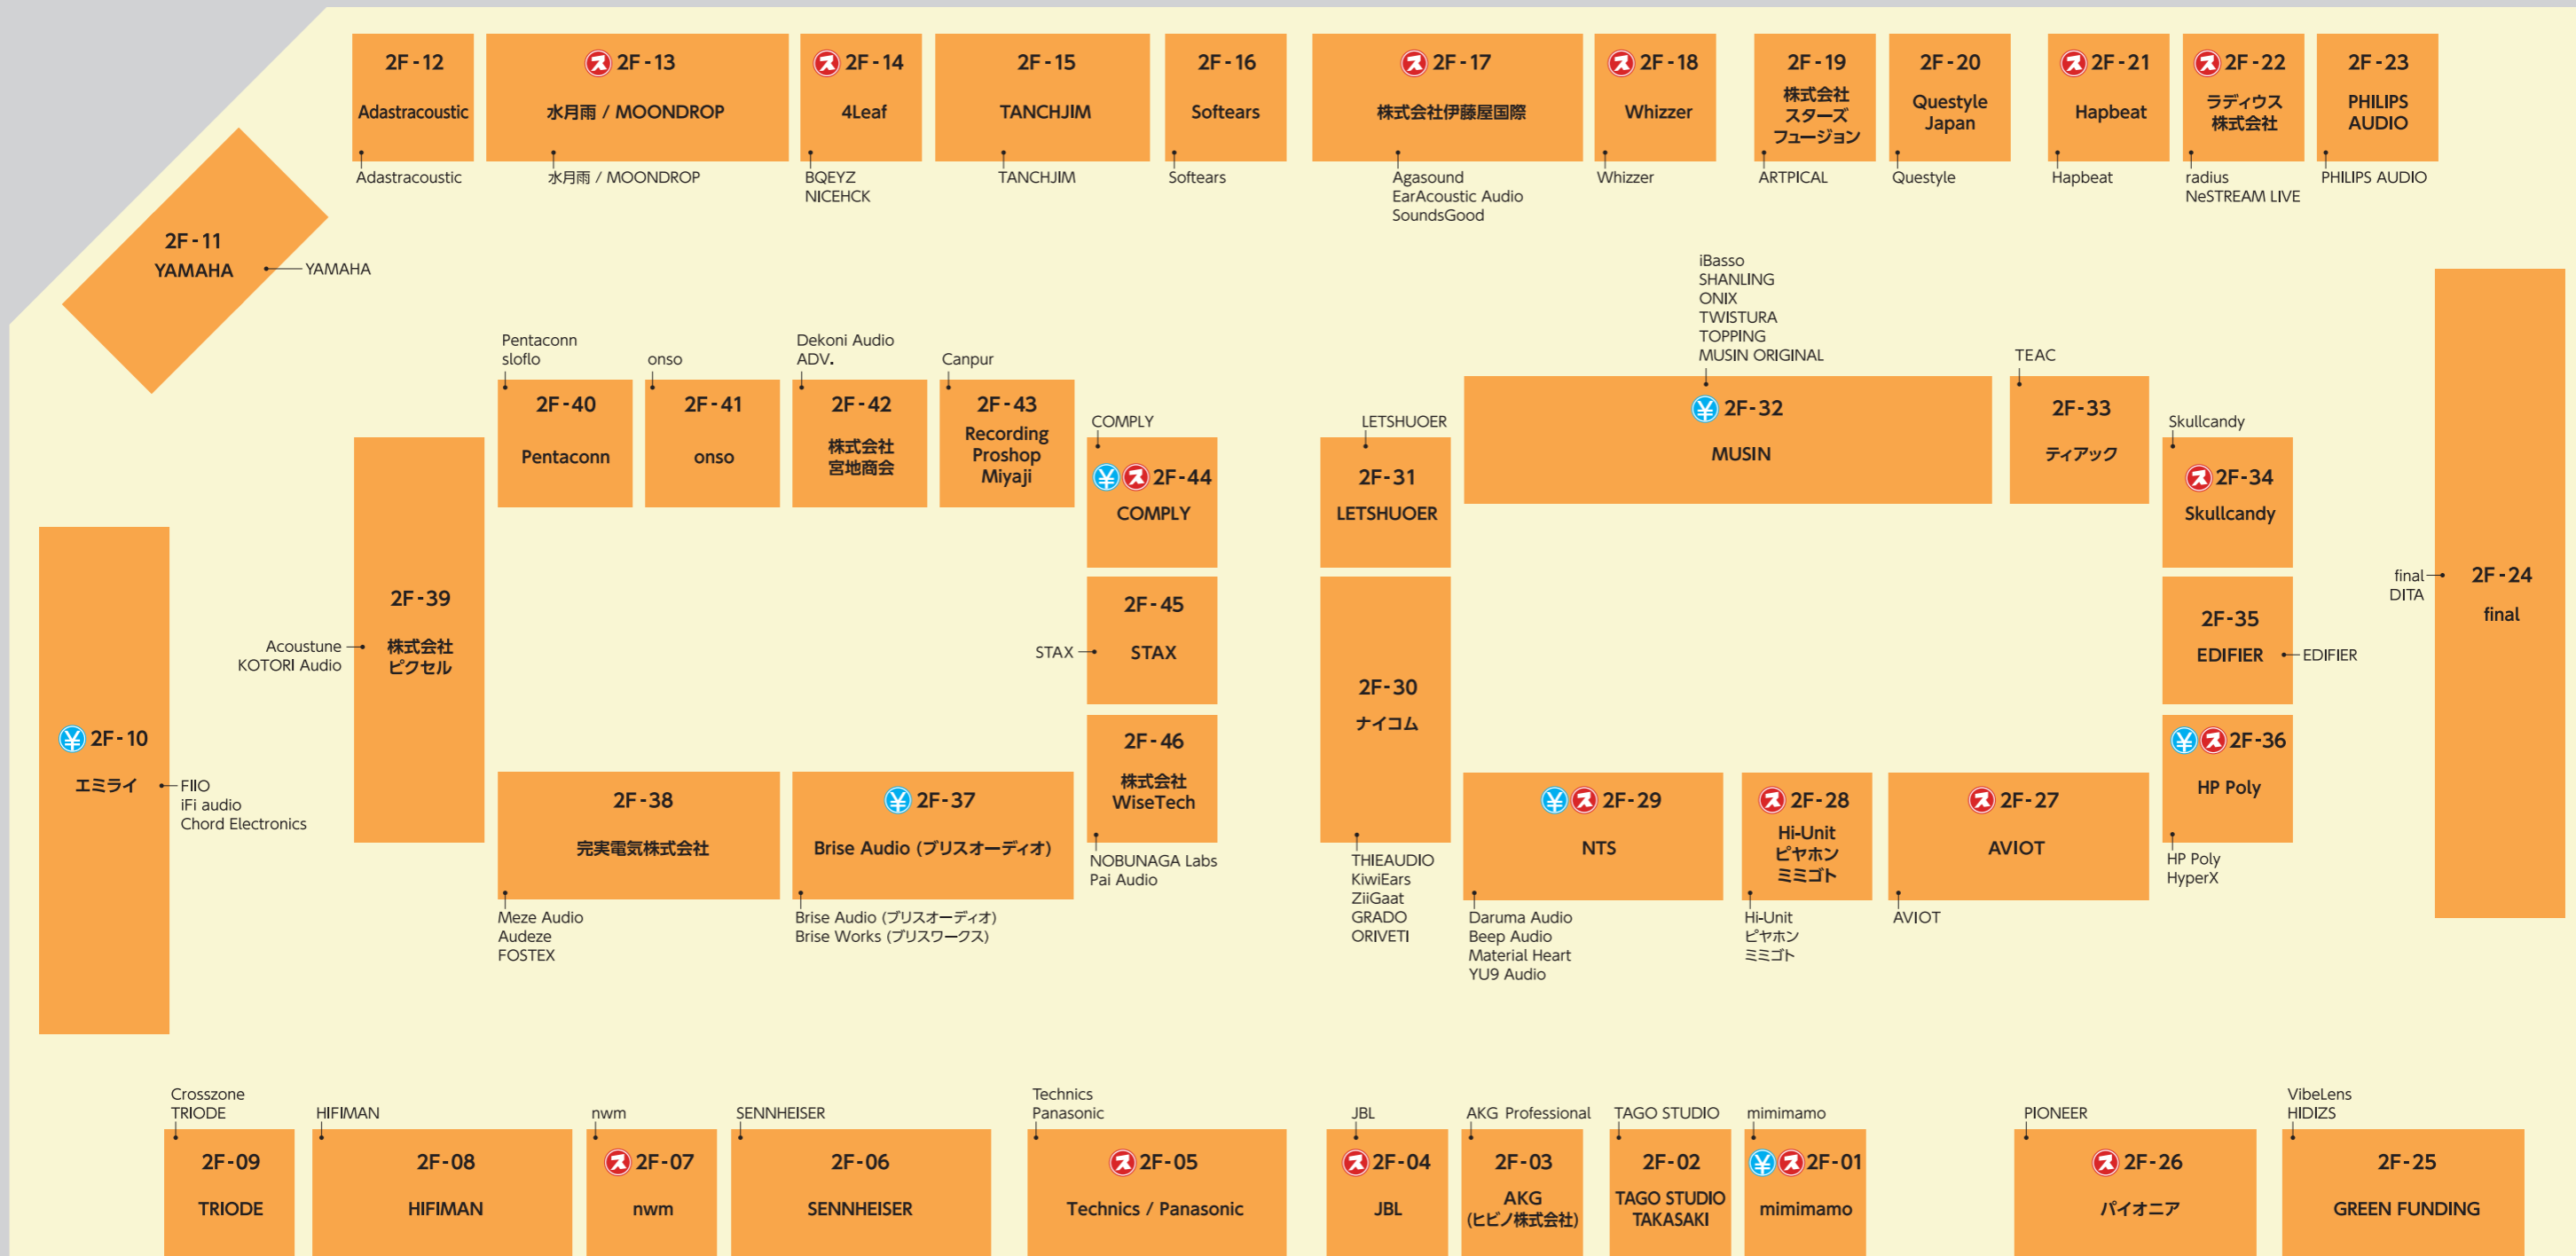 ス 2F-12
Adastracoustic
Adastracoustic
ス 2F-13
水月雨 / MOONDROP
水月雨 / MOONDROP
ス 2F-14
4Leaf
BQEYZ
NICEHCK
2F-15
TANCHJIM
TANCHJIM
2F-16
Softears
Softears
ス 2F-17
株式会社伊藤屋国際
Agasound
EarAcoustic Audio
SoundsGood
ス 2F-18
Whizzer
Whizzer
2F-19
株式会社
スターズ
フュージョン
ARTPICAL
2F-20
Questyle
Japan
Questyle
ス 2F-21
Hapbeat
Hapbeat
ス 2F-22
ラディウス
株式会社
radius
NeSTREAM LIVE
2F-23
PHILIPS
AUDIO
PHILIPS AUDIO
2F-11
YAMAHA
YAMAHA
Pentaconn
sloflo
2F-40
Pentaconn
onso
2F-41
onso
Dekoni Audio
ADV.
2F-42
株式会社
宮地商会
Canpur
2F-43
Recording
Proshop
Miyaji
COMPLY
¥ ス 2F-44
COMPLY
LETSHUOER
2F-31
LETSHUOER
iBasso
SHANLING
ONIX
TWISTURA
TOPPING
MUSIN ORIGINAL
¥ 2F-32
MUSIN
TEAC
2F-33
ティアック
Skullcandy
ス 2F-34
Skullcandy
final
DITA
2F-24
final
¥ 2F-10
エミライ
FIIO
iFi audio
Chord Electronics
Acoustune
KOTORI Audio
2F-39
株式会社
ピクセル
STAX
2F-45
STAX
2F-30
ナイコム
THIEAUDIO
KiwiEars
ZiiGaat
GRADO
ORIVETI
2F-35
EDIFIER
EDIFIER
2F-38
完実電気株式会社
Meze Audio
Audeze
FOSTEX
¥ 2F-37
Brise Audio (ブリスオーディオ)
Brise Audio (ブリスオーディオ)
Brise Works (ブリスワークス)
2F-46
株式会社
WiseTech
NOBUNAGA Labs
Pai Audio
¥ ス 2F-29
NTS
Daruma Audio
Beep Audio
Material Heart
YU9 Audio
ス 2F-28
Hi-Unit
ピヤホン
ミミゴト
Hi-Unit
ピヤホン
ミミゴト
ス 2F-27
AVIOT
AVIOT
¥ ス 2F-36
HP Poly
HP Poly
HyperX
Crosszone
TRIODE
2F-09
TRIODE
HIFIMAN
2F-08
HIFIMAN
nwm
ス 2F-07
nwm
SENNHEISER
2F-06
SENNHEISER
Technics
Panasonic
ス 2F-05
Technics / Panasonic
JBL
ス 2F-04
JBL
AKG Professional
2F-03
AKG
(ヒビノ株式会社)
TAGO STUDIO
2F-02
TAGO STUDIO
TAKASAKI
mimimamo
¥ ス 2F-01
mimimamo
PIONEER
ス 2F-26
パイオニア
VibeLens
HIDIZS
2F-25
GREEN FUNDING